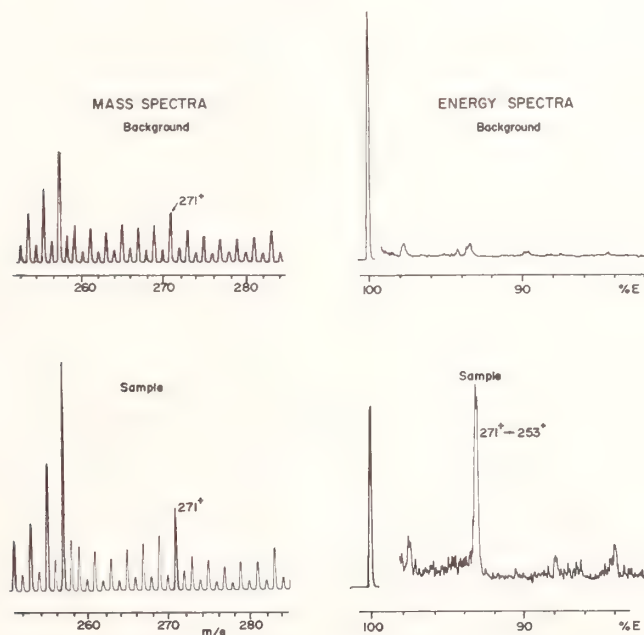 MASS SPECTRA
Background
271⁺
260 270 280
ENERGY SPECTRA
Background
100 90 %E
Sample
271⁺
260 270 280
m/e
Sample
271⁺→253⁺
100 90 %E